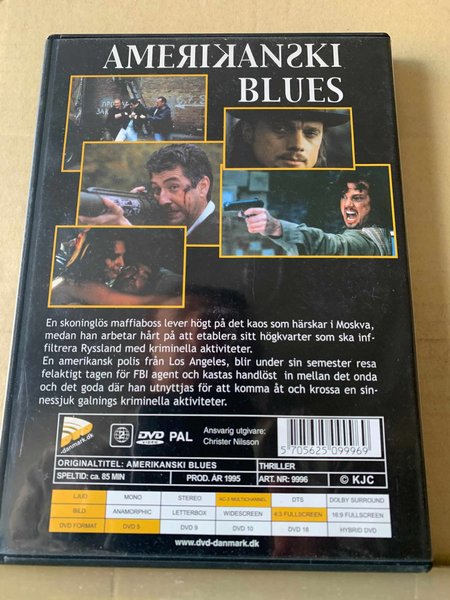 AMEЯIKAИSKI
BLUES
En skoninglös maffiaboss lever högt på det kaos som härskar i Moskva,
medan han arbetar hårt på att etablera sitt högkvarter som ska inf-
filtrera Ryssland med kriminella aktiviteter.
En amerikansk polis från Los Angeles, blir under sin semester resa
felaktigt tagen för FBI agent och kastas handlöst in mellan det onda
och det goda där han utnyttjas för att komma åt och krossa en sin-
nessjuk galnings kriminella aktiviteter.
-danmark.dk
2
DVD
VIDEO
PAL
Ansvarig utgivare:
Christer Nilsson
5 705625 099969
ORIGINALTITEL: AMERIKANSKI BLUES THRILLER
SPELTID: ca. 85 MIN PROD. ÅR 1995 ART. NR: 9996 © KJC
LJUD MONO STEREO AC-3 MULTICHANNEL DTS DOLBY SURROUND
BILD ANAMORPHIC LETTERBOX WIDESCREEN 4:3 FULLSCREEN 16:9 FULLSCREEN
DVD FORMAT DVD 5 DVD 9 DVD 10 DVD 18 HYBRID DVD
www.dvd-danmark.dk